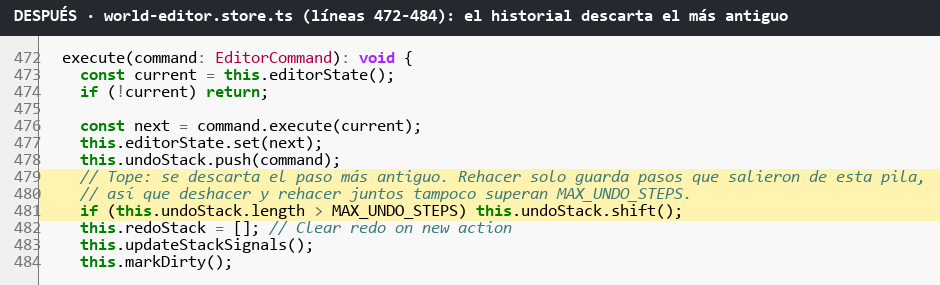 DESPUÉS · world-editor.store.ts (líneas 472-484): el historial descarta el más antiguo
472 execute(command: EditorCommand): void {
473 const current = this.editorState();
474 if (!current) return;
475
476 const next = command.execute(current);
477 this.editorState.set(next);
478 this.undoStack.push(command);
479 // Tope: se descarta el paso más antiguo. Rehacer solo guarda pasos que salieron de esta pila,
480 // así que deshacer y rehacer juntos tampoco superan MAX_UNDO_STEPS.
481 if (this.undoStack.length > MAX_UNDO_STEPS) this.undoStack.shift();
482 this.redoStack = []; // Clear redo on new action
483 this.updateStackSignals();
484 this.markDirty();